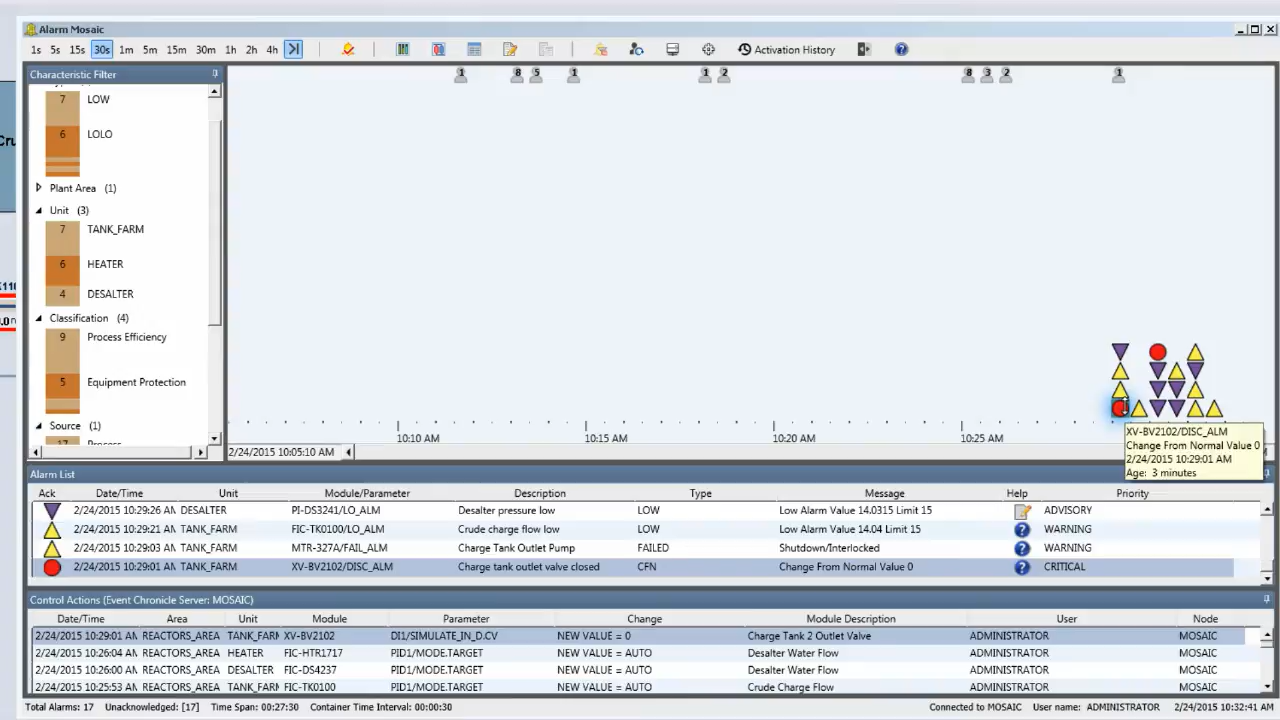 Alarm Mosaic
1s 5s 15s 30s 1m 5m 15m 30m 1h 2h 4h Activation History
Characteristic Filter
1 8 5 1 1 2 8 3 2 1
7 LOW
6 LOLO
Plant Area (1)
Unit (3)
7 TANK_FARM
6 HEATER
4 DESALTER
Classification (4)
9 Process Efficiency
5 Equipment Protection
Source (1)
17 Process
10:10 AM 10:15 AM 10:20 AM 10:25 AM
2/24/2015 10:05:10 AM
XV-BV2102/DISC_ALM
Change From Normal Value 0
2/24/2015 10:29:01 AM
Age: 3 minutes
Alarm List
Ack Date/Time Unit Module/Parameter Description Type Message Help Priority
2/24/2015 10:29:26 AM DESALTER PI-DS3241/LO_ALM Desalter pressure low LOW Low Alarm Value 14.0315 Limit 15 ADVISORY
2/24/2015 10:29:21 AM TANK_FARM FIC-TK0100/LO_ALM Crude charge flow low LOW Low Alarm Value 14.04 Limit 15 WARNING
2/24/2015 10:29:03 AM TANK_FARM MTR-327A/FAIL_ALM Charge Tank Outlet Pump FAILED Shutdown/Interlocked WARNING
2/24/2015 10:29:01 AM TANK_FARM XV-BV2102/DISC_ALM Charge tank outlet valve closed CFN Change From Normal Value 0 CRITICAL
Control Actions (Event Chronicle Server: MOSAIC)
Date/Time Area Unit Module Parameter Change Module Description User Node
2/24/2015 10:29:01 AM REACTORS_AREA TANK_FARM XV-BV2102 DI1/SIMULATE_IN_D.CV NEW VALUE = 0 Charge Tank 2 Outlet Valve ADMINISTRATOR MOSAIC
2/24/2015 10:26:04 AM REACTORS_AREA HEATER FIC-HTR1717 PID1/MODE.TARGET NEW VALUE = AUTO Desalter Water Flow ADMINISTRATOR MOSAIC
2/24/2015 10:26:00 AM REACTORS_AREA DESALTER FIC-DS4237 PID1/MODE.TARGET NEW VALUE = AUTO Desalter Water Flow ADMINISTRATOR MOSAIC
2/24/2015 10:25:53 AM REACTORS_AREA TANK_FARM FIC-TK0100 PID1/MODE.TARGET NEW VALUE = AUTO Crude Charge Flow ADMINISTRATOR MOSAIC
Total Alarms: 17 Unacknowledged: [17] Time Span: 00:27:30 Container Time Interval: 00:00:30 Connected to MOSAIC User name: ADMINISTRATOR 2/24/2015 10:32:41 AM